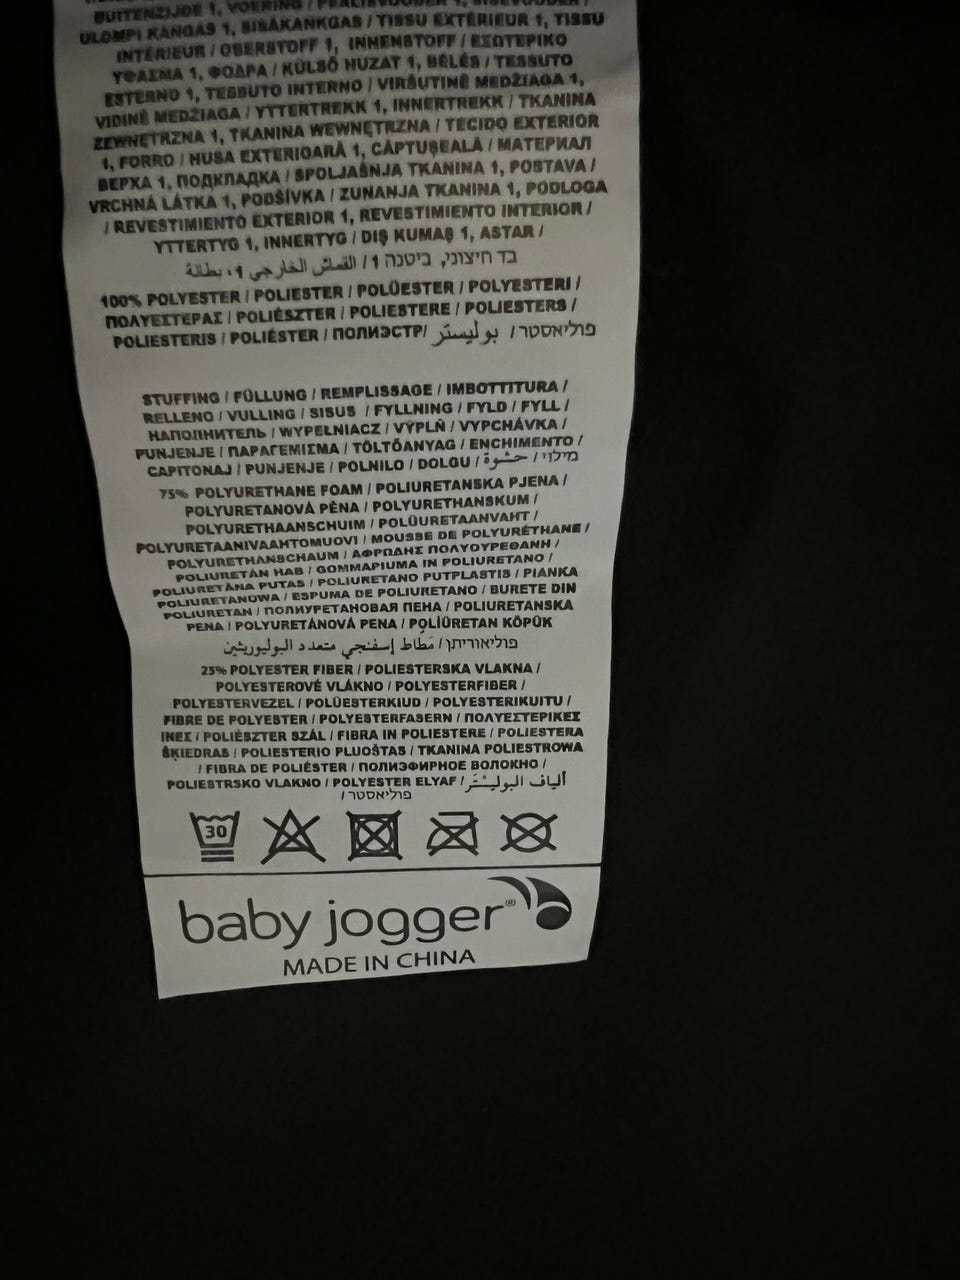 BUITENZIJDE 1, VOERING /
ÜLOMPI KANGAS 1, SISÄKANKGAS / TISSU EXTÉRIEUR 1, TISSU
INTÉRIEUR / OBERSTOFF 1, INNENSTOFF / ΕΞΩΤΕΡΙΚΟ
ΥΦΑΣΜΑ 1, ΦΟΔΡΑ / KÜLSŐ HUZAT 1, BÉLÉS / TESSUTO
ESTERNO 1, TESSUTO INTERNO / VIRŠUTINĖ MEDŽIAGA 1,
VIDINĖ MEDŽIAGA / YTTERTREKK 1, INNERTREKK / TKANINA
ZEWNĘTRZNA 1, TKANINA WEWNĘTRZNA / TECIDO EXTERIOR
1, FORRO / HUSA EXTERIOARĂ 1, CĂPTUŞEALĂ / МАТЕРИАЛ
ВЕРХА 1, ПОДКЛАДКА / SPOLJAŠNJA TKANINA 1, POSTAVA /
VRCHNÁ LÁTKA 1, PODŠÍVKA / ZUNANJA TKANINA 1, PODLOGA
/ REVESTIMIENTO EXTERIOR 1, REVESTIMIENTO INTERIOR /
YTTERTYG 1, INNERTYG / DIŞ KUMAŞ 1, ASTAR /
בד חיצוני, ביטנה 1 / القماش الخارجي 1، بطانة
100% POLYESTER / POLIESTER / POLÜESTER / POLYESTERI /
ΠΟΛΥΕΣΤΕΡΑΣ / POLIÉSZTER / POLIESTERE / POLIESTERS /
POLIESTERIS / POLIÉSTER / ПОЛИЭСТР/ بوليستر / פוליאסטר
STUFFING / FÜLLUNG / REMPLISSAGE / IMBOTTITURA /
RELLENO / VULLING / SISUS / FYLLNING / FYLD / FYLL /
НАПОЛНИТЕЛЬ / WYPEŁNIACZ / VÝPLŇ / VYPCHÁVKA /
PUNJENJE / ΠΑΡΑΓΕΜΙΣΜΑ / TÖLTŐANYAG / ENCHIMENTO /
CAPITONAJ / PUNJENJE / POLNILO / DOLGU / حشوة / מילוי
75% POLYURETHANE FOAM / POLIURETANSKA PJENA /
POLYURETANOVÁ PĚNA / POLYURETHANSKUM /
POLYURETHAANSCHUIM / POLÜURETAANVAHT /
POLYURETAANIVAAHTOMUOVI / MOUSSE DE POLYURÉTHANE /
POLYURETHANSCHAUM / ΑΦΡΩΔΗΣ ΠΟΛΥΟΥΡΕΘΑΝΗ /
POLIURETÁN HAB / GOMMAPIUMA IN POLIURETANO /
POLIURETĀNA PUTAS / POLIURETANO PUTPLASTIS / PIANKA
POLIURETANOWA / ESPUMA DE POLIURETANO / BURETE DIN
POLIURETAN / ПОЛИУРЕТАНОВАЯ ПЕНА / POLIURETANSKA
PENA / POLYURETÁNOVÁ PENA / POLİÜRETAN KÖPÜK
פוליאוריתן / مطاط إسفنجي متعدد البوليوريثين
25% POLYESTER FIBER / POLIESTERSKA VLAKNA /
POLYESTEROVÉ VLÁKNO / POLYESTERFIBER /
POLYESTERVEZEL / POLÜESTERKIUD / POLYESTERIKUITU /
FIBRE DE POLYESTER / POLYESTERFASERN / ΠΟΛΥΕΣΤΕΡΙΚΕΣ
ΙΝΕΣ / POLIÉSZTER SZÁL / FIBRA IN POLIESTERE / POLIESTERA
ŠĶIEDRAS / POLIESTERIO PLUOŠTAS / TKANINA POLIESTROWA
/ FIBRA DE POLIÉSTER / ПОЛИЭФИРНОЕ ВОЛОКНО /
POLIESTRSKO VLAKNO / POLYESTER ELYAF / ألياف البوليستر
פוליאסטר /
30
baby jogger®
MADE IN CHINA